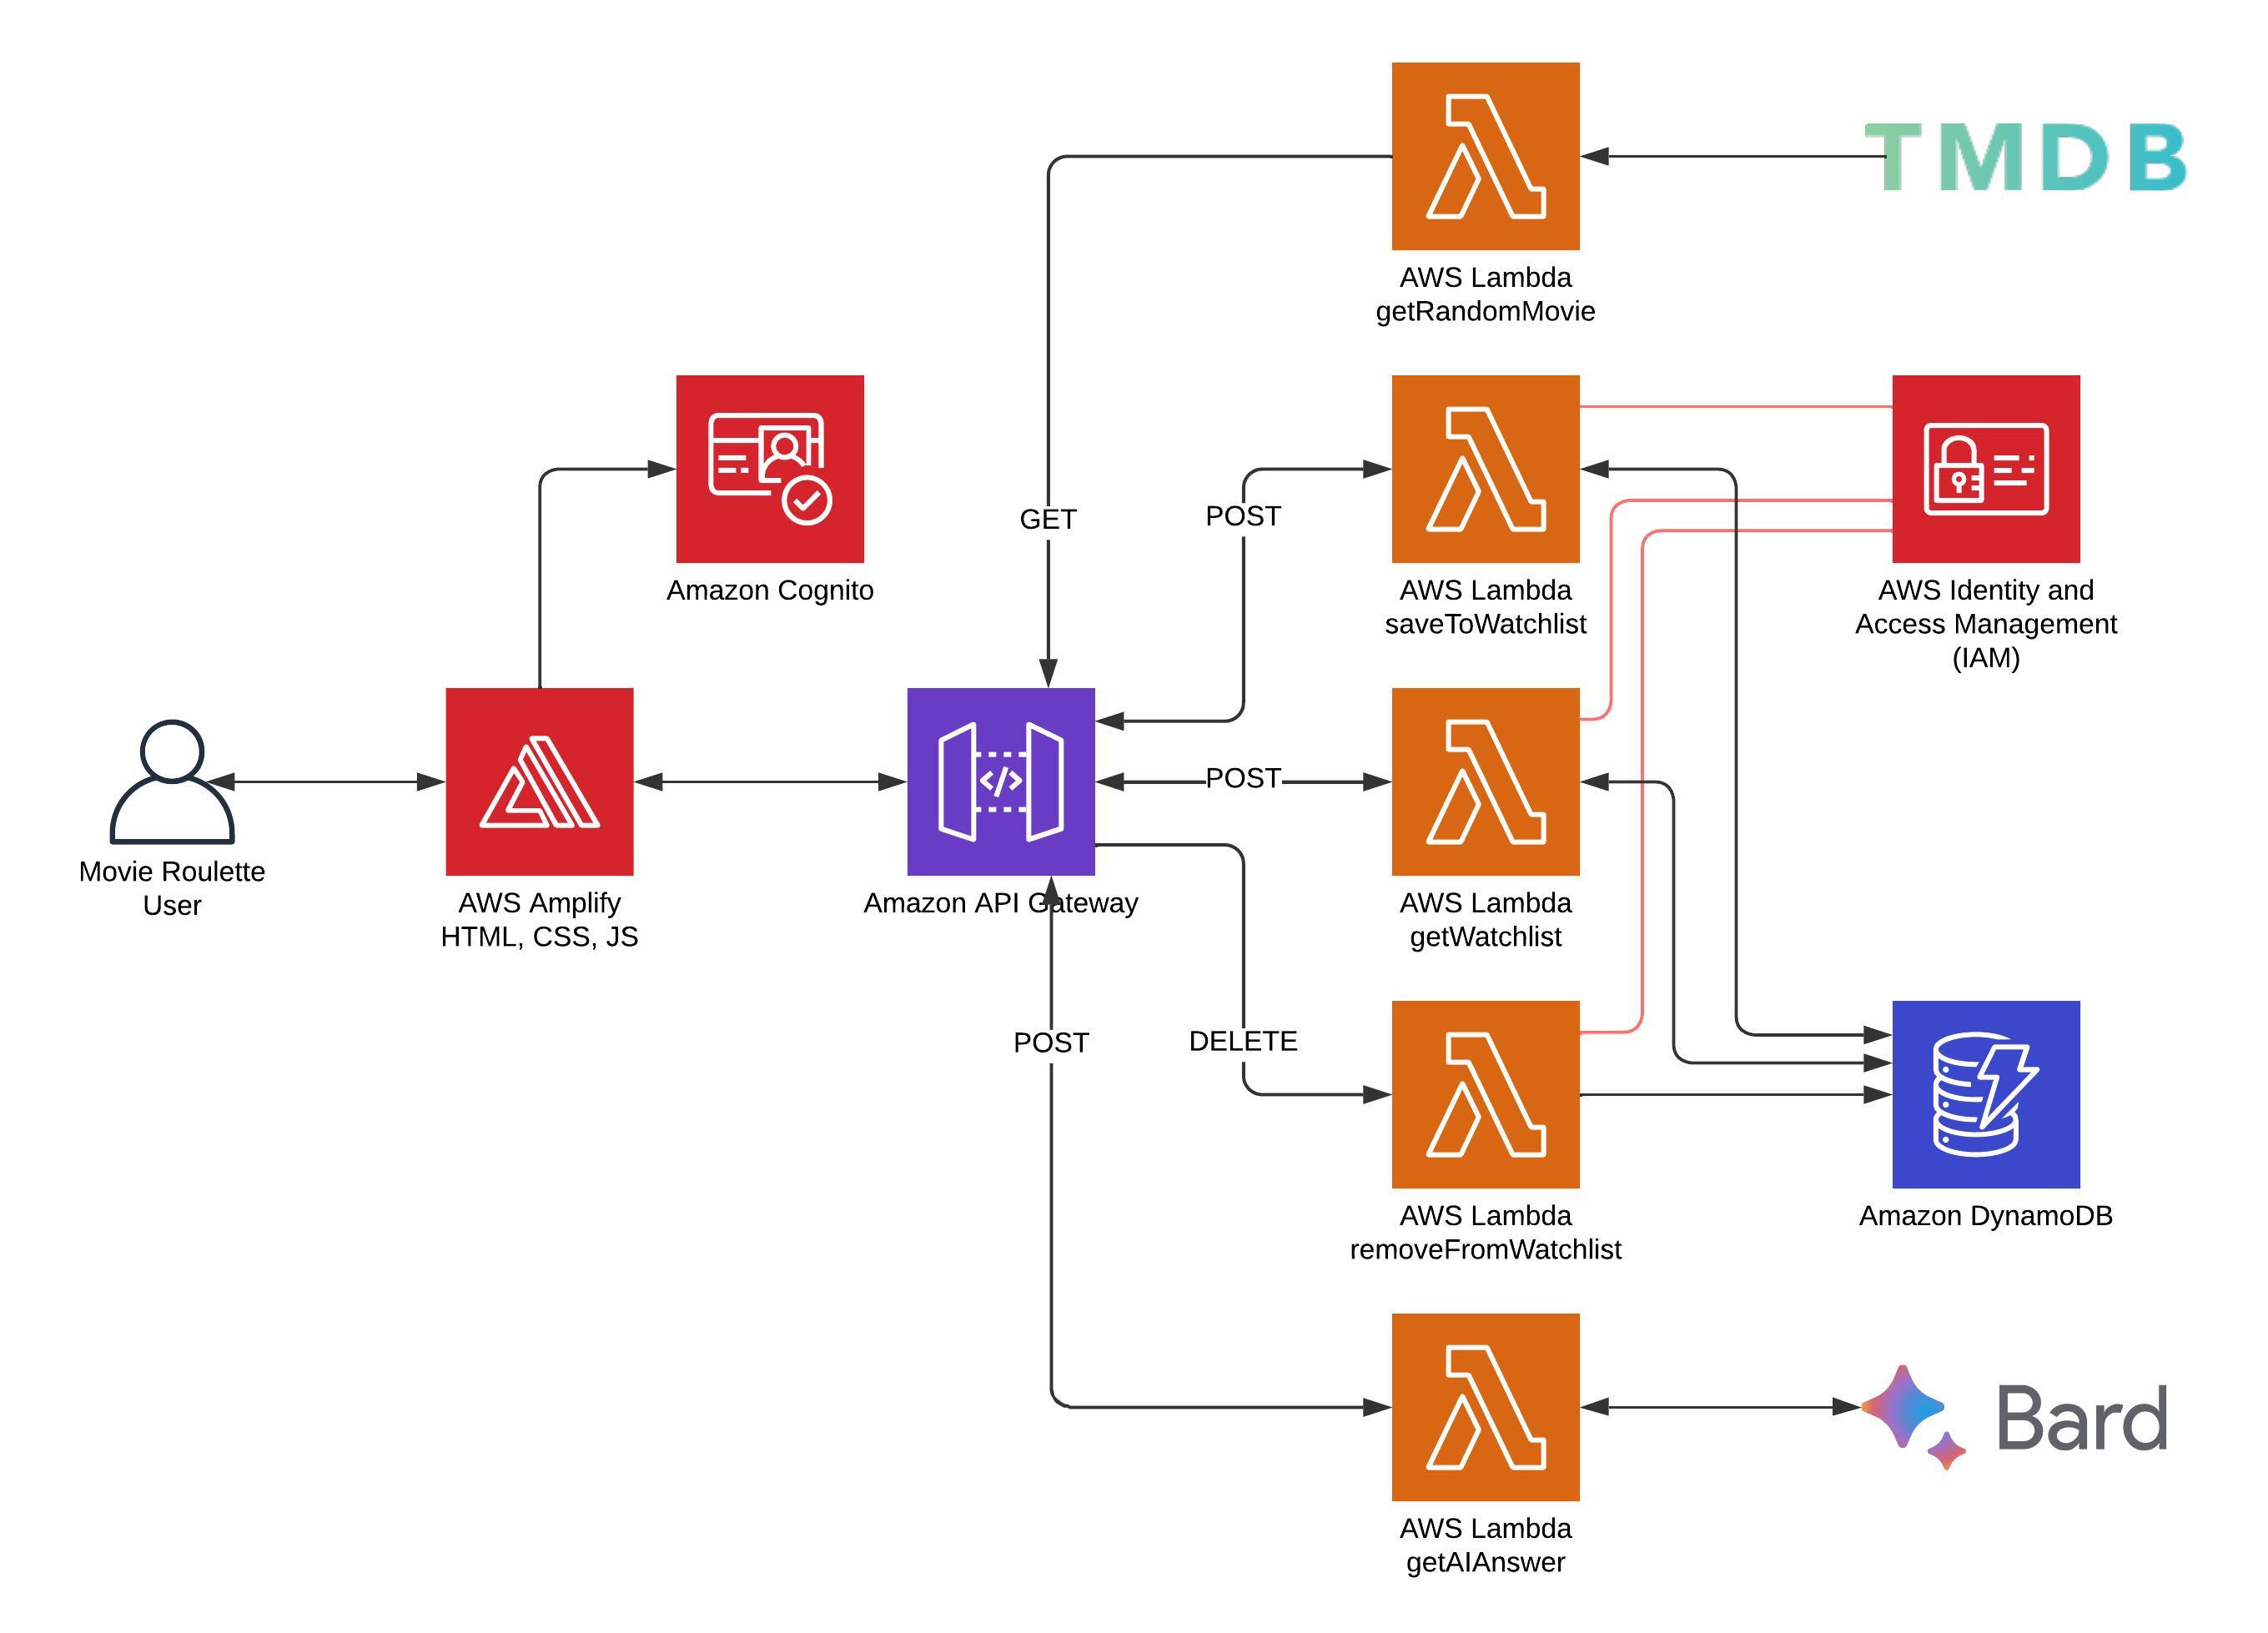 TMDB
AWS Lambda
getRandomMovie
GET
POST
Amazon Cognito
AWS Lambda
saveToWatchlist
AWS Identity and
Access Management
(IAM)
POST
Movie Roulette
User
AWS Amplify
HTML, CSS, JS
Amazon API Gateway
AWS Lambda
getWatchlist
POST
DELETE
AWS Lambda
removeFromWatchlist
Amazon DynamoDB
Bard
AWS Lambda
getAIAnswer